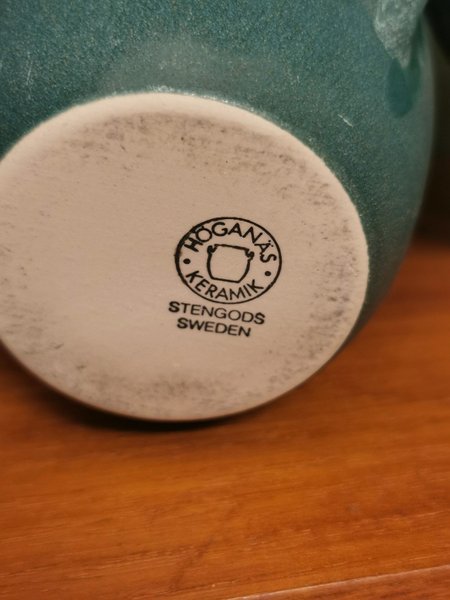 HÖGANÄS
KERAMIK
STENGODS
SWEDEN